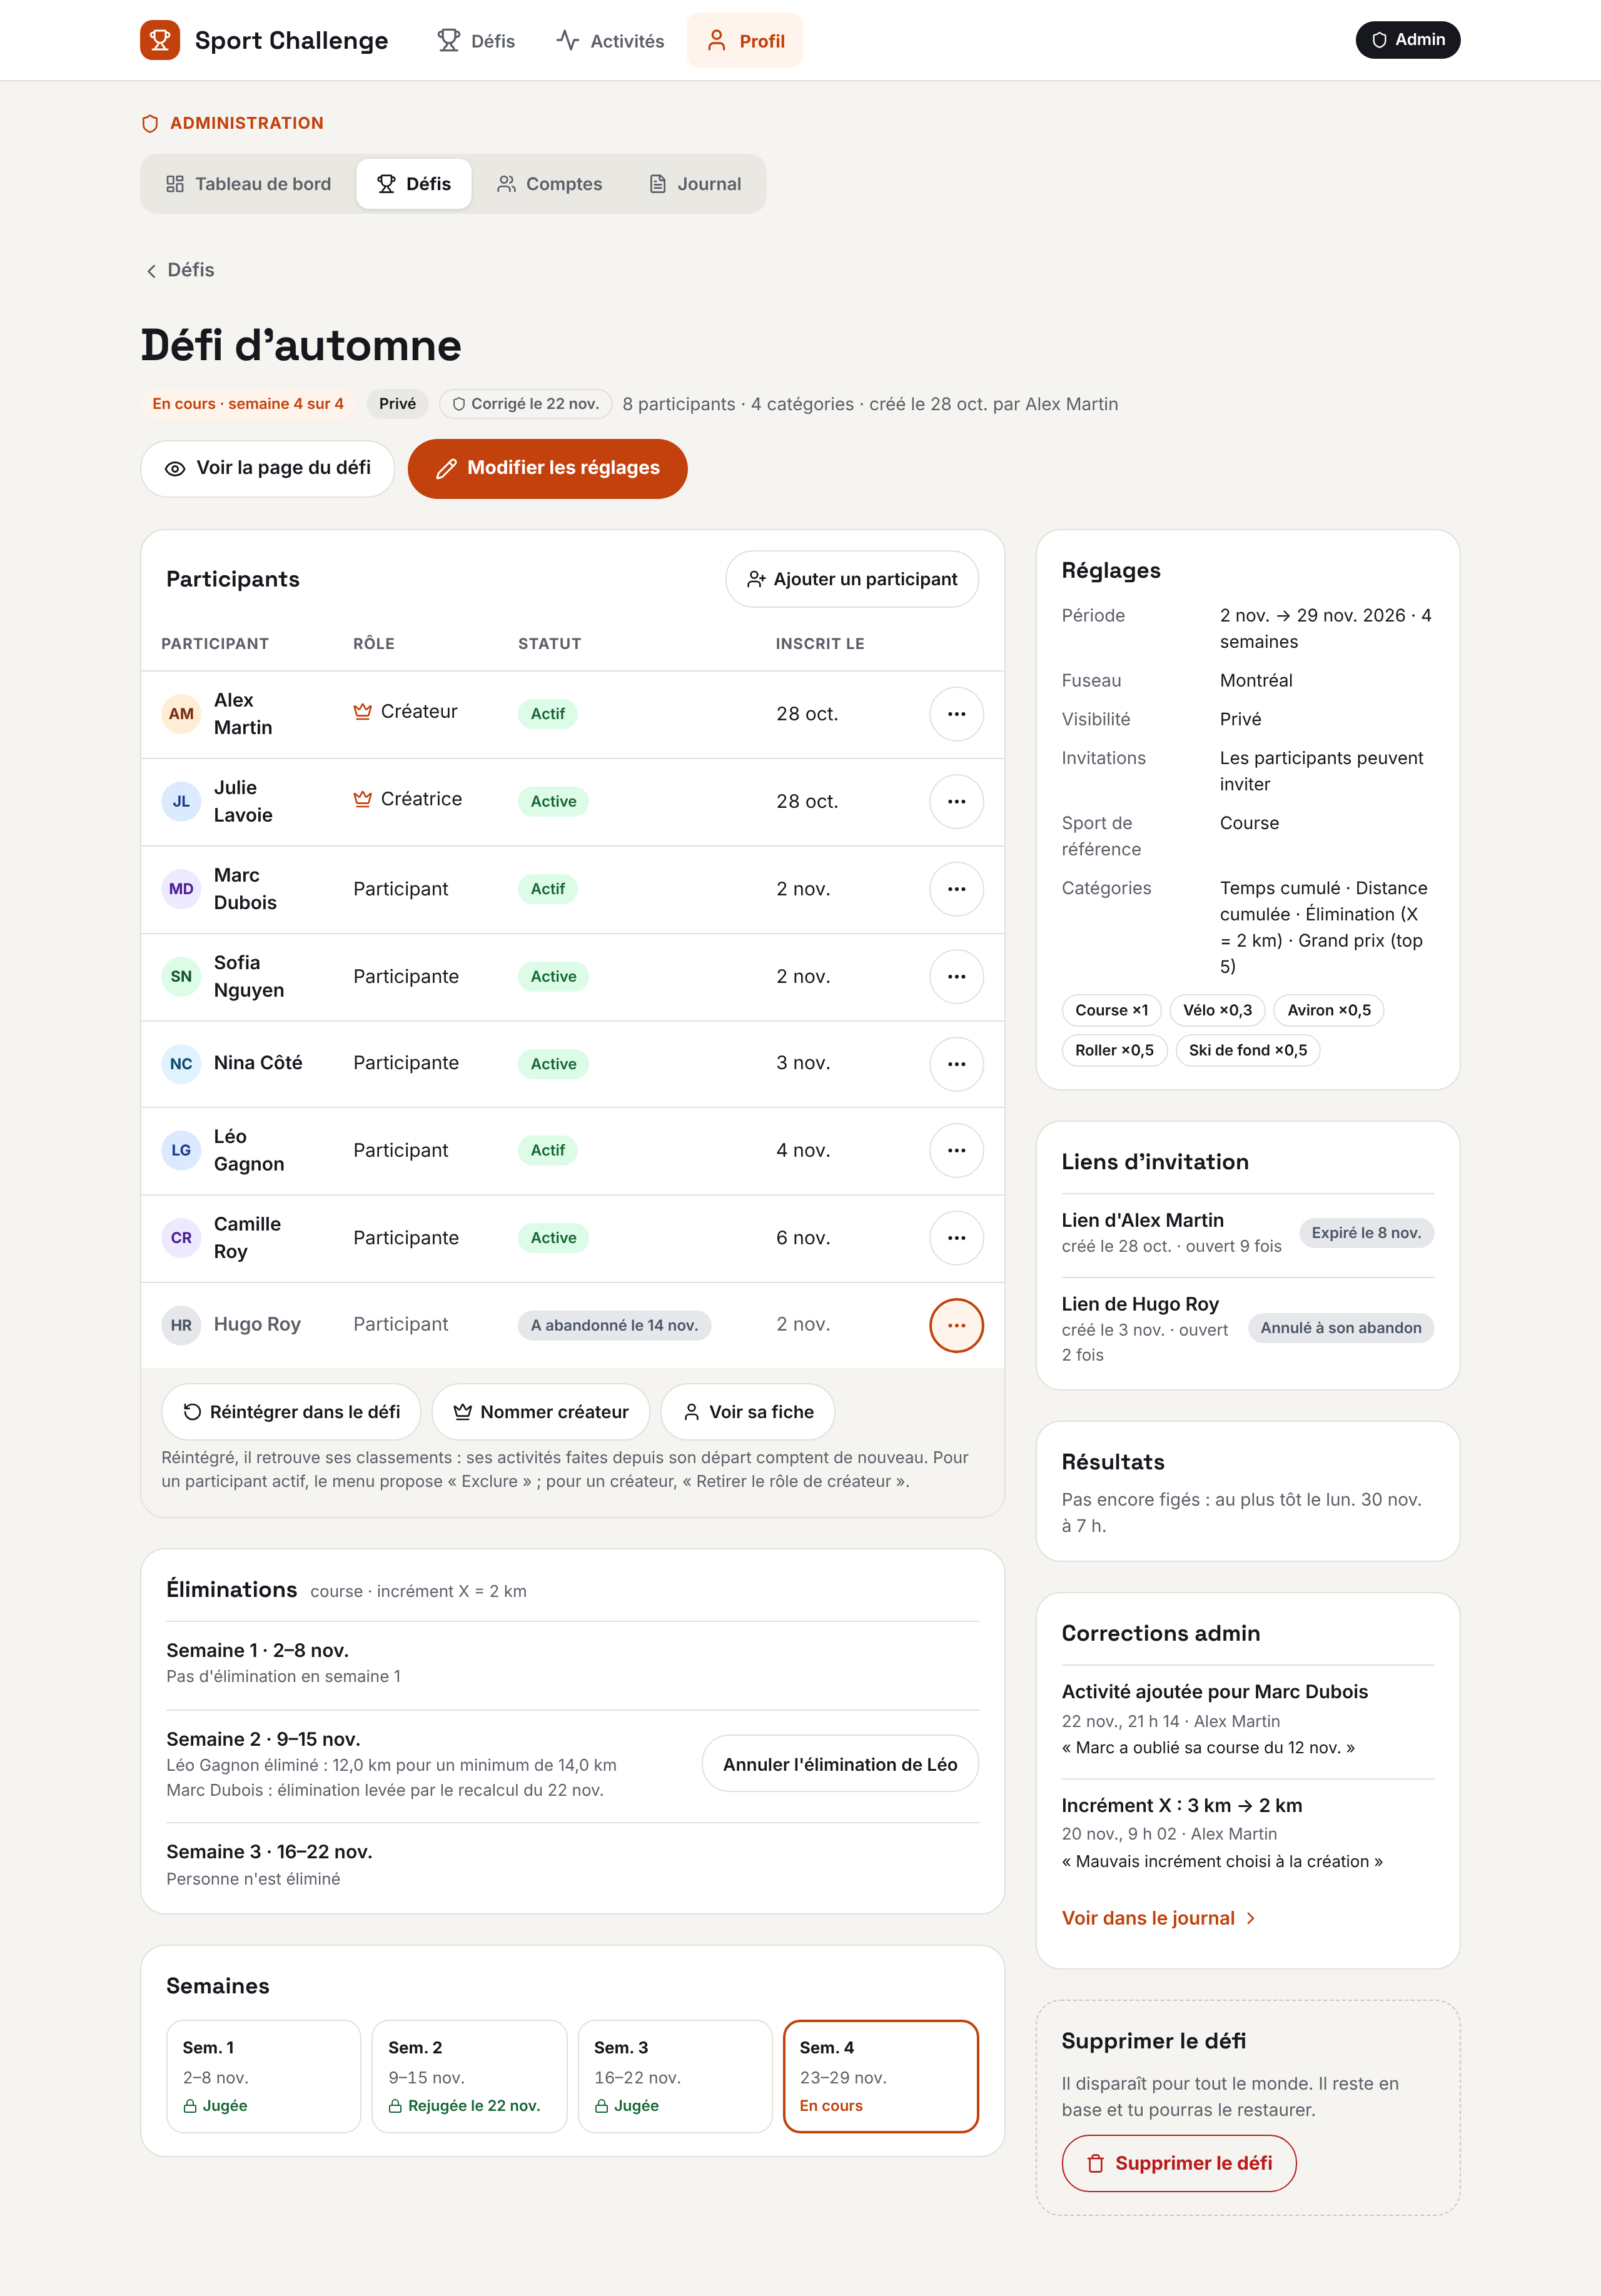 Sport Challenge
Défis
Activités
Profil
Admin
ADMINISTRATION
Tableau de bord
Défis
Comptes
Journal
Défis
Défi d’automne
En cours · semaine 4 sur 4
Privé
Corrigé le 22 nov.
8 participants · 4 catégories · créé le 28 oct. par Alex Martin
Voir la page du défi
Modifier les réglages
Participants
Ajouter un participant
PARTICIPANT
RÔLE
STATUT
INSCRIT LE
AM
Alex
Martin
Créateur
Actif
28 oct.
JL
Julie
Lavoie
Créatrice
Active
28 oct.
MD
Marc
Dubois
Participant
Actif
2 nov.
SN
Sofia
Nguyen
Participante
Active
2 nov.
NC
Nina Côté
Participante
Active
3 nov.
LG
Léo
Gagnon
Participant
Actif
4 nov.
CR
Camille
Roy
Participante
Active
6 nov.
HR
Hugo Roy
Participant
A abandonné le 14 nov.
2 nov.
Réintégrer dans le défi
Nommer créateur
Voir sa fiche
Réintégré, il retrouve ses classements : ses activités faites depuis son départ comptent de nouveau. Pour
un participant actif, le menu propose « Exclure » ; pour un créateur, « Retirer le rôle de créateur ».
Éliminations
course · incrément X = 2 km
Semaine 1 · 2–8 nov.
Pas d'élimination en semaine 1
Semaine 2 · 9–15 nov.
Léo Gagnon éliminé : 12,0 km pour un minimum de 14,0 km
Marc Dubois : élimination levée par le recalcul du 22 nov.
Annuler l'élimination de Léo
Semaine 3 · 16–22 nov.
Personne n'est éliminé
Semaines
Sem. 1
2–8 nov.
Jugée
Sem. 2
9–15 nov.
Rejugée le 22 nov.
Sem. 3
16–22 nov.
Jugée
Sem. 4
23–29 nov.
En cours
Réglages
Période
2 nov. → 29 nov. 2026 · 4
semaines
Fuseau
Montréal
Visibilité
Privé
Invitations
Les participants peuvent
inviter
Sport de
référence
Course
Catégories
Temps cumulé · Distance
cumulée · Élimination (X
= 2 km) · Grand prix (top
5)
Course ×1
Vélo ×0,3
Aviron ×0,5
Roller ×0,5
Ski de fond ×0,5
Liens d’invitation
Lien d'Alex Martin
créé le 28 oct. · ouvert 9 fois
Expiré le 8 nov.
Lien de Hugo Roy
créé le 3 nov. · ouvert
2 fois
Annulé à son abandon
Résultats
Pas encore figés : au plus tôt le lun. 30 nov.
à 7 h.
Corrections admin
Activité ajoutée pour Marc Dubois
22 nov., 21 h 14 · Alex Martin
« Marc a oublié sa course du 12 nov. »
Incrément X : 3 km → 2 km
20 nov., 9 h 02 · Alex Martin
« Mauvais incrément choisi à la création »
Voir dans le journal
Supprimer le défi
Il disparaît pour tout le monde. Il reste en
base et tu pourras le restaurer.
Supprimer le défi